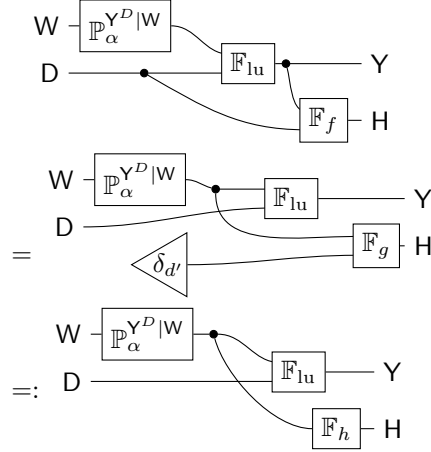 W ℙ_α^{Y^D|W} 𝔽_lu Y
D 𝔽_f H
W ℙ_α^{Y^D|W} 𝔽_lu Y
D 𝔽_g H
= δ_{d′}
W ℙ_α^{Y^D|W} 𝔽_lu Y
=: D
𝔽_h H